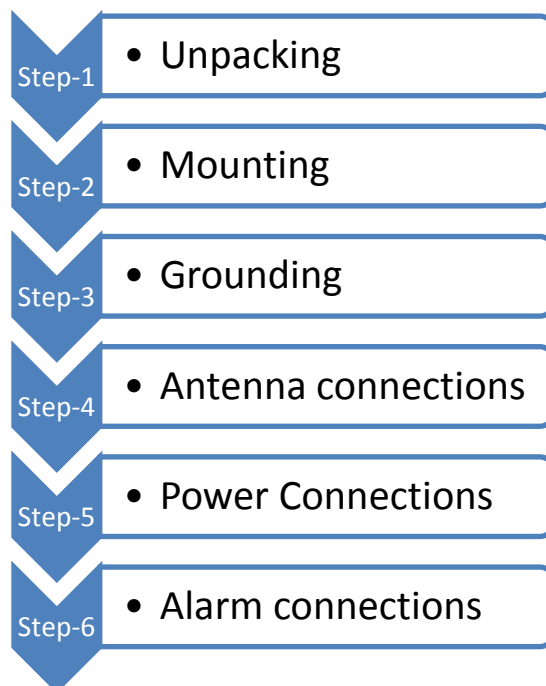 Step-1
• Unpacking
Step-2
• Mounting
Step-3
• Grounding
Step-4
• Antenna connections
Step-5
• Power Connections
Step-6
• Alarm connections